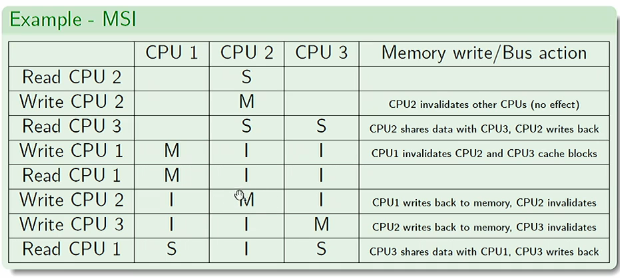 Example - MSI
CPU 1 CPU 2 CPU 3 Memory write/Bus action
Read CPU 2 S
Write CPU 2 M CPU2 invalidates other CPUs (no effect)
Read CPU 3 S S CPU2 shares data with CPU3, CPU2 writes back
Write CPU 1 M I I CPU1 invalidates CPU2 and CPU3 cache blocks
Read CPU 1 M I I
Write CPU 2 I M I CPU1 writes back to memory, CPU2 invalidates
Write CPU 3 I I M CPU2 writes back to memory, CPU3 invalidates
Read CPU 1 S I S CPU3 shares data with CPU1, CPU3 writes back